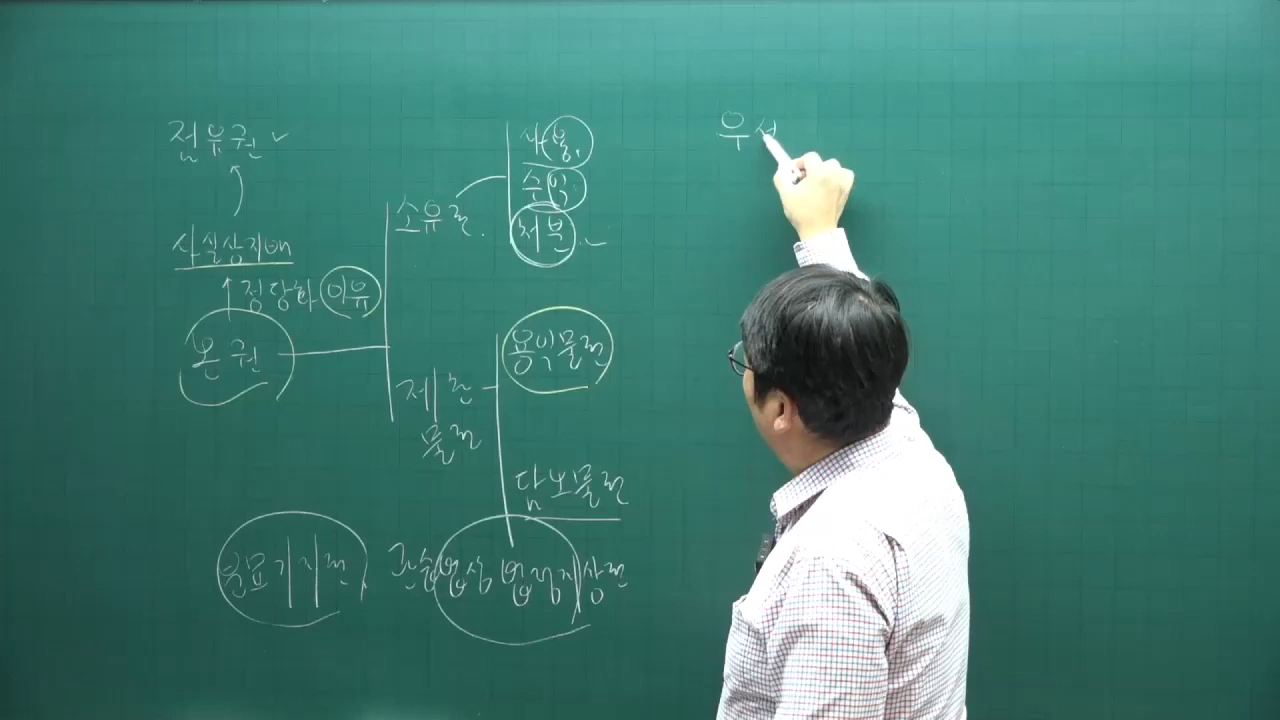 점유권
사실상지배
정당화 이유
본권
소유권
사용.
수익.
처분
제한
물권
용익물권
담보물권
분묘기지권
관습법상 법정지상권
우선